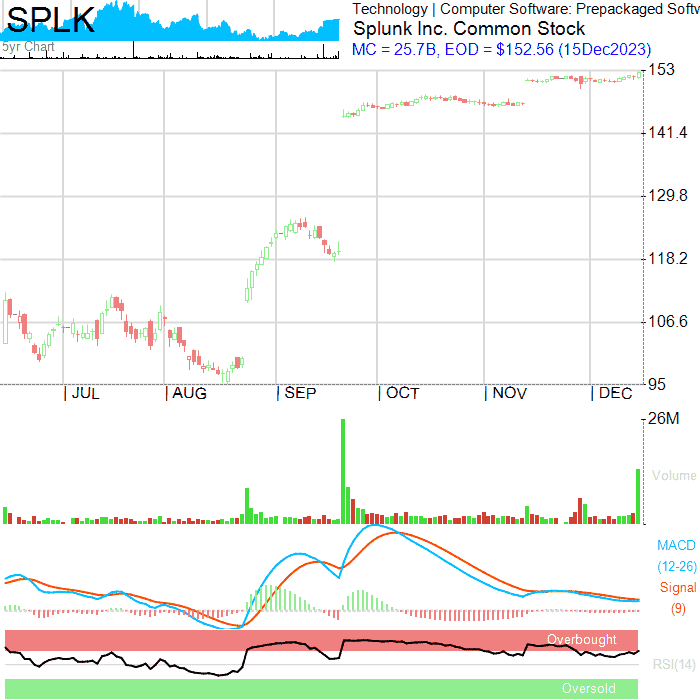 SPLK
5yr Chart
Technology | Computer Software: Prepackaged Softw
Splunk Inc. Common Stock
MC = 25.7B, EOD = $152.56 (15Dec2023)
153
141.4
129.8
118.2
106.6
95
JUL
AUG
SEP
OCT
NOV
DEC
26M
Volume
MACD
(12-26)
Signal
(9)
Overbought
RSI(14)
Oversold